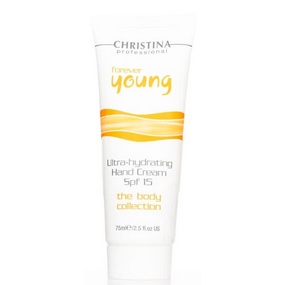 CHRISTINA
professional
forever
young
Ultra-hydrating
Hand Cream
Spf 15
the body
collection
75ml℮/2.5 fl.oz US